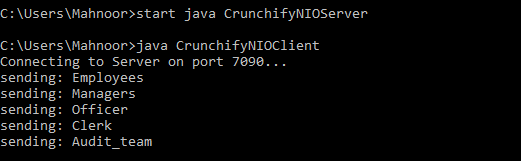 C:\Users\Mahnoor>start java CrunchifyNIOServer
C:\Users\Mahnoor>java CrunchifyNIOClient
Connecting to Server on port 7090...
sending: Employees
sending: Managers
sending: Officer
sending: Clerk
sending: Audit_team